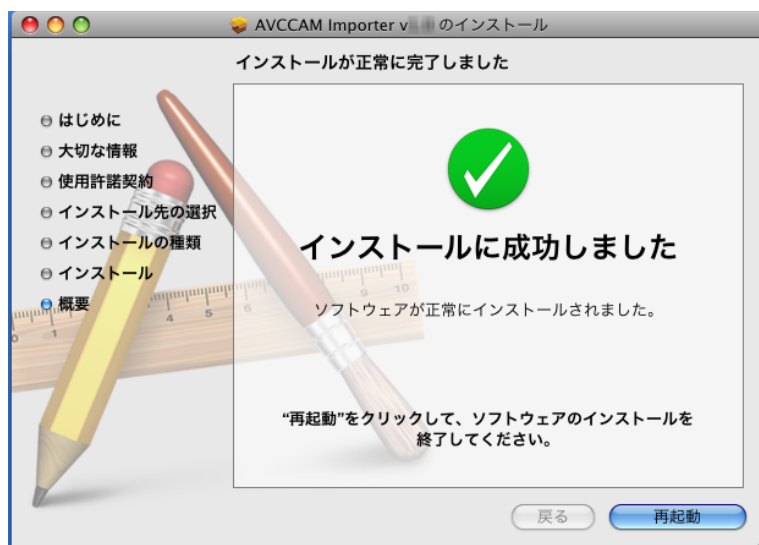 AVCCAM Importer v のインストール
インストールが正常に完了しました
はじめに
大切な情報
使用許諾契約
インストール先の選択
インストールの種類
インストール
概要
インストールに成功しました
ソフトウェアが正常にインストールされました。
“再起動”をクリックして、ソフトウェアのインストールを
終了してください。
0 1 4 5 9 10
戻る
再起動